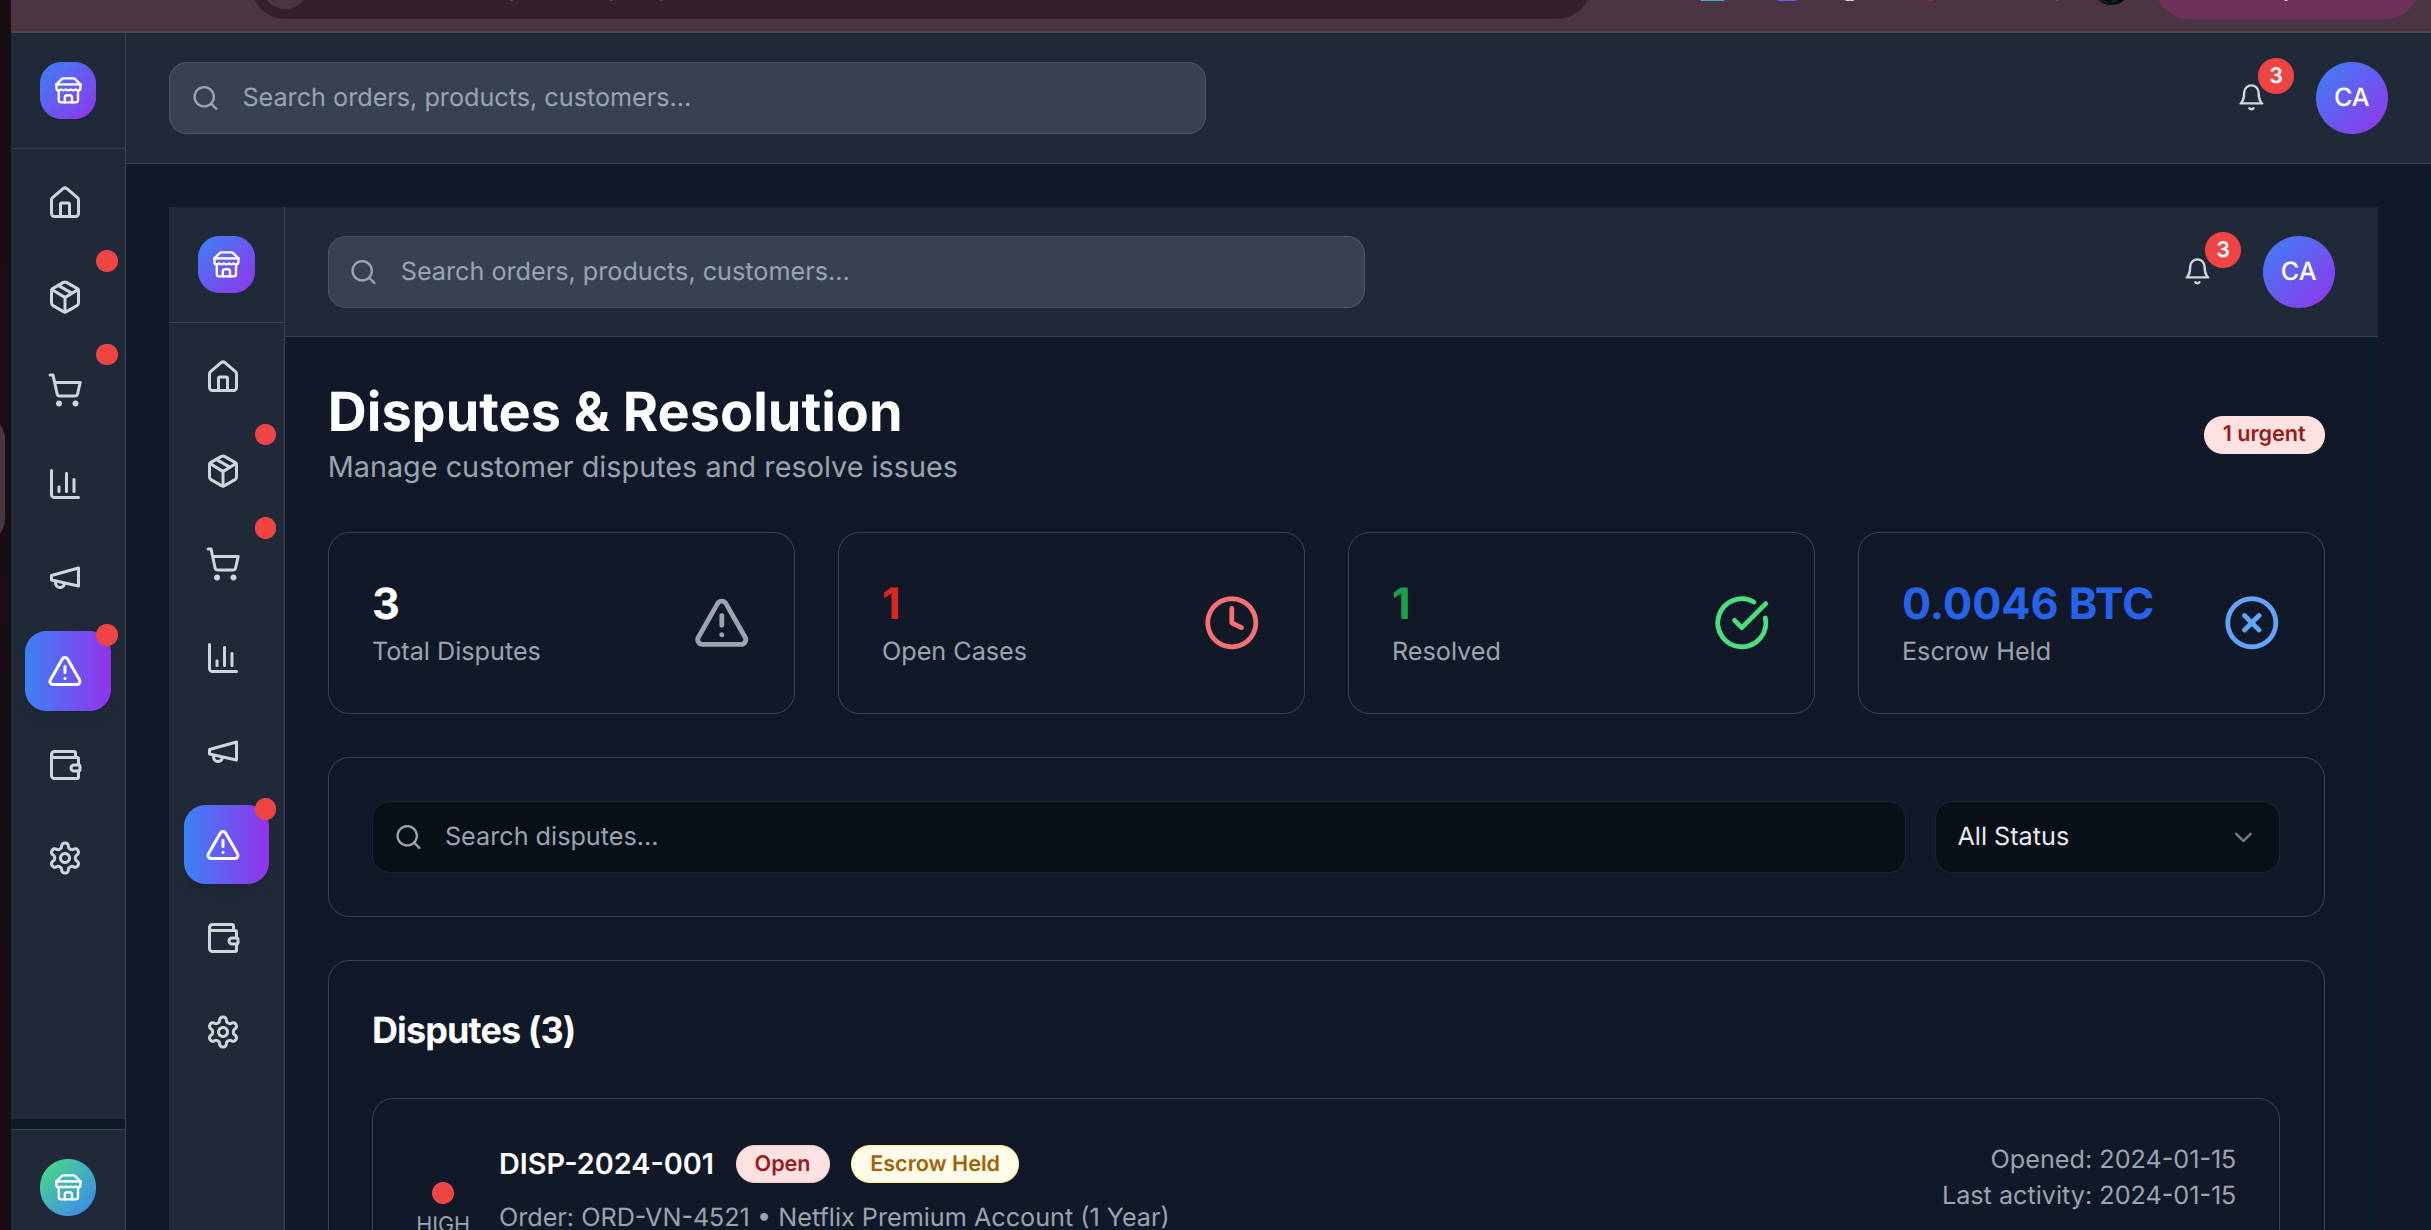 Search orders, products, customers...
3
CA
Search orders, products, customers...
3
CA
Disputes & Resolution
Manage customer disputes and resolve issues
1 urgent
3
Total Disputes
1
Open Cases
1
Resolved
0.0046 BTC
Escrow Held
Search disputes...
All Status
Disputes (3)
DISP-2024-001
Open
Escrow Held
Opened: 2024-01-15
Last activity: 2024-01-15
HIGH
Order: ORD-VN-4521 • Netflix Premium Account (1 Year)